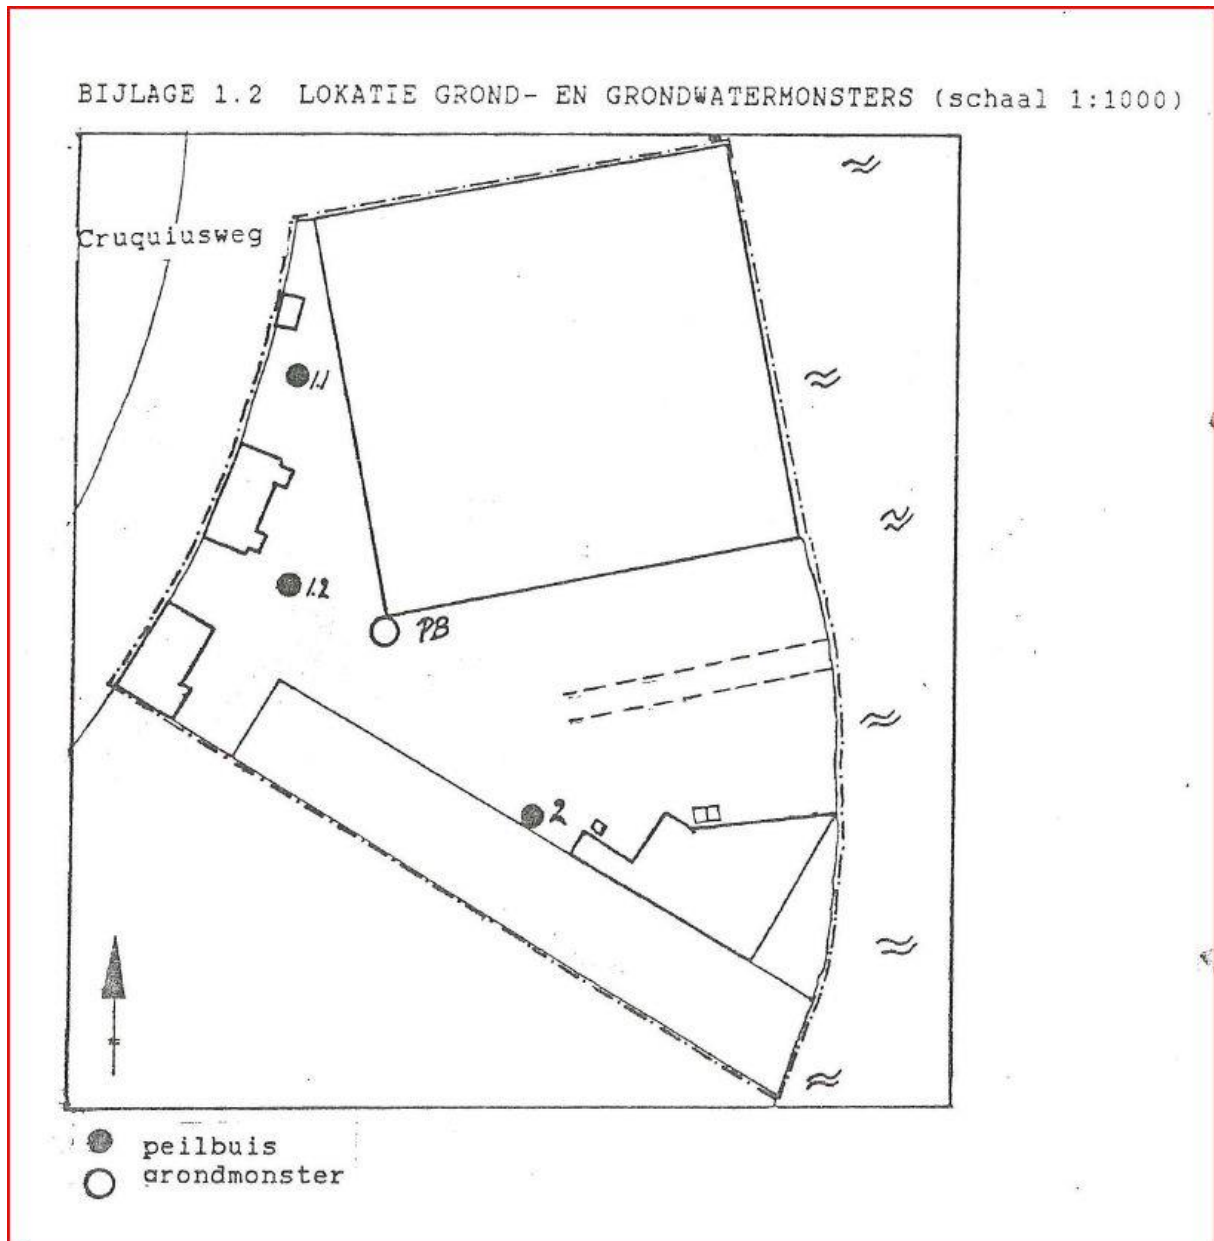 BIJLAGE 1.2 LOKATIE GROND- EN GRONDWATERMONSTERS (schaal 1:1000)
Cruquiusweg
1.1
1.2
PB
2
peilbuis
grondmonster